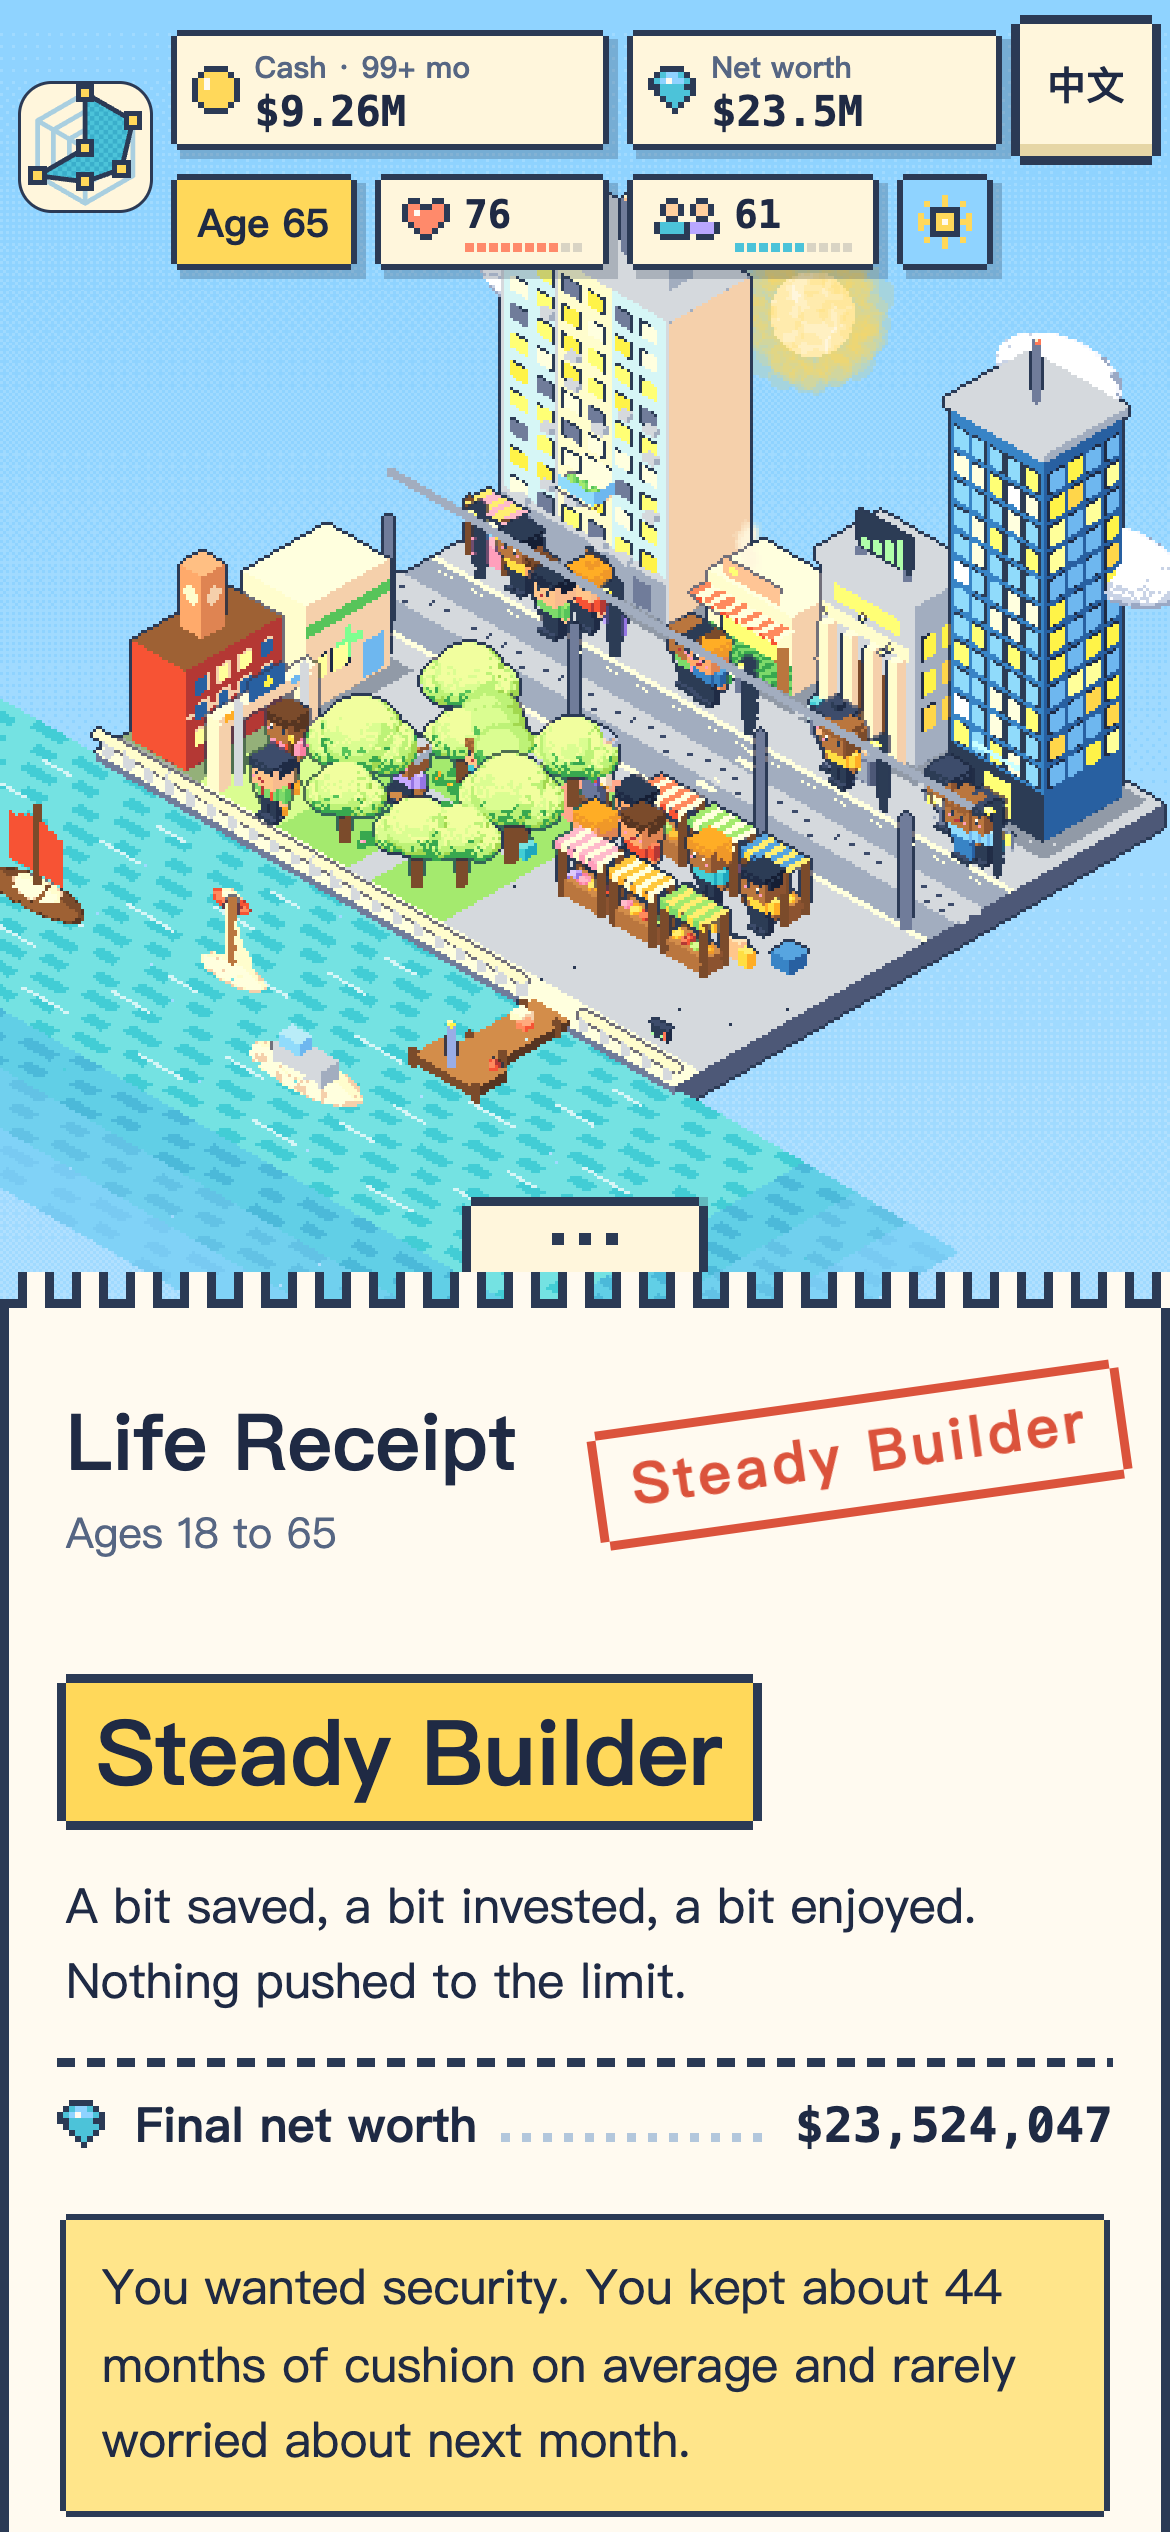 Cash · 99+ mo
$9.26M
Net worth
$23.5M
中文
Age 65
76
61
Life Receipt
Steady Builder
Ages 18 to 65
Steady Builder
A bit saved, a bit invested, a bit enjoyed.
Nothing pushed to the limit.
Final net worth $23,524,047
You wanted security. You kept about 44
months of cushion on average and rarely
worried about next month.